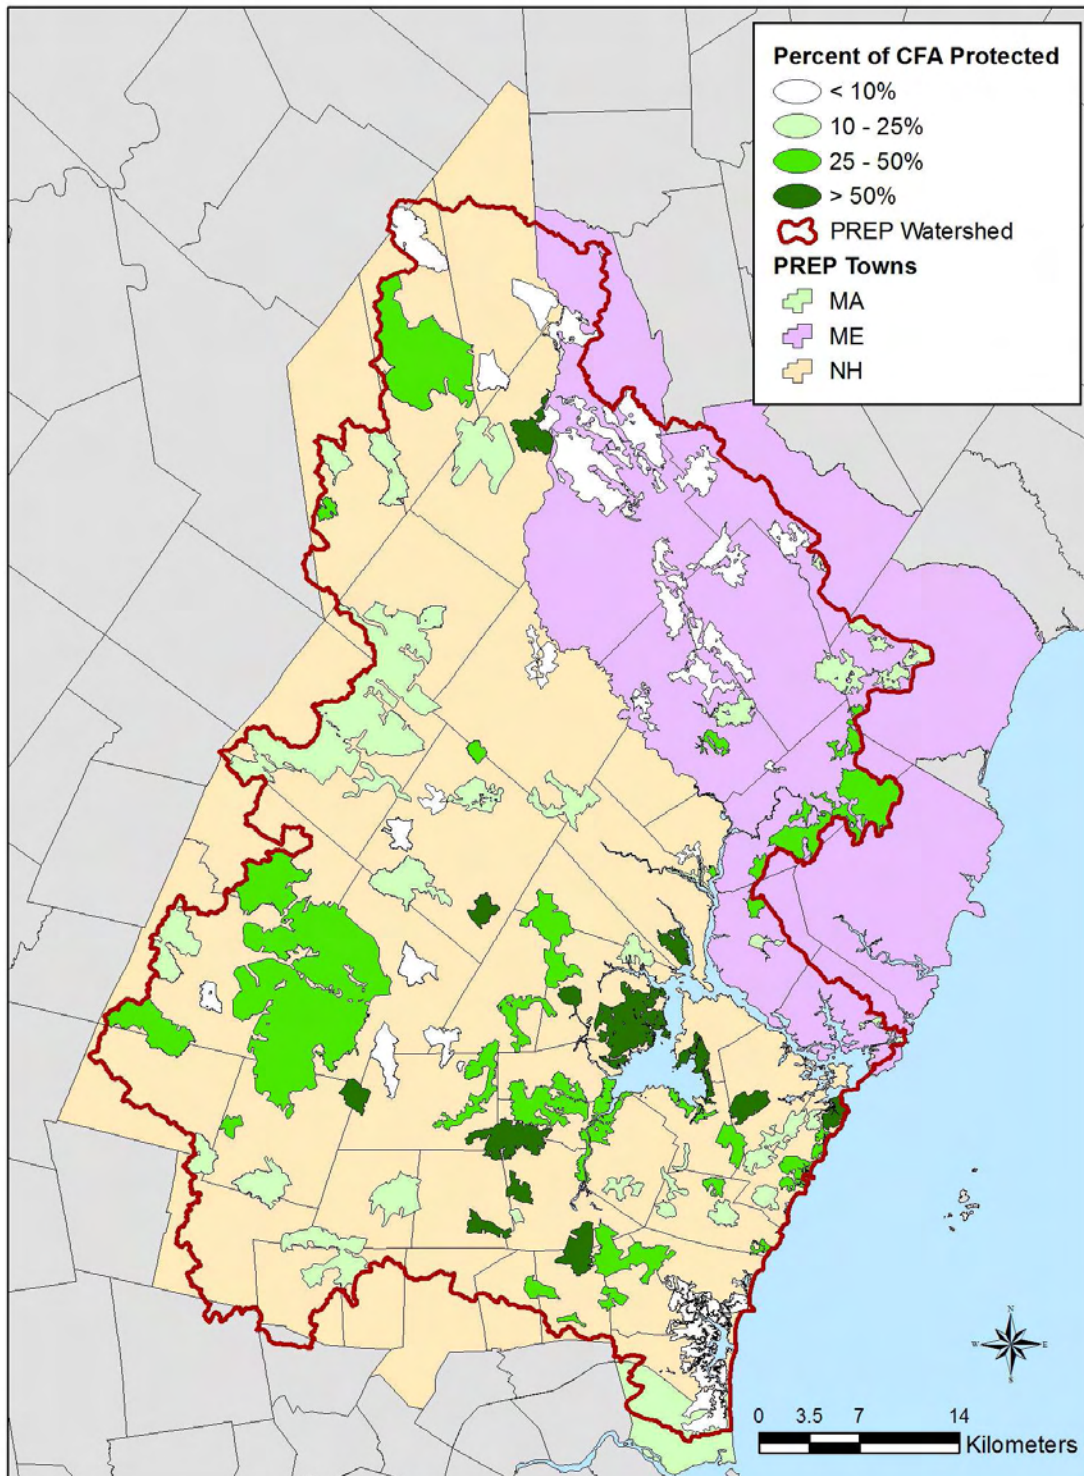 Percent of CFA Protected
< 10%
10 - 25%
25 - 50%
> 50%
PREP Watershed
PREP Towns
MA
ME
NH
N
W E
S
0 3.5 7 14
Kilometers